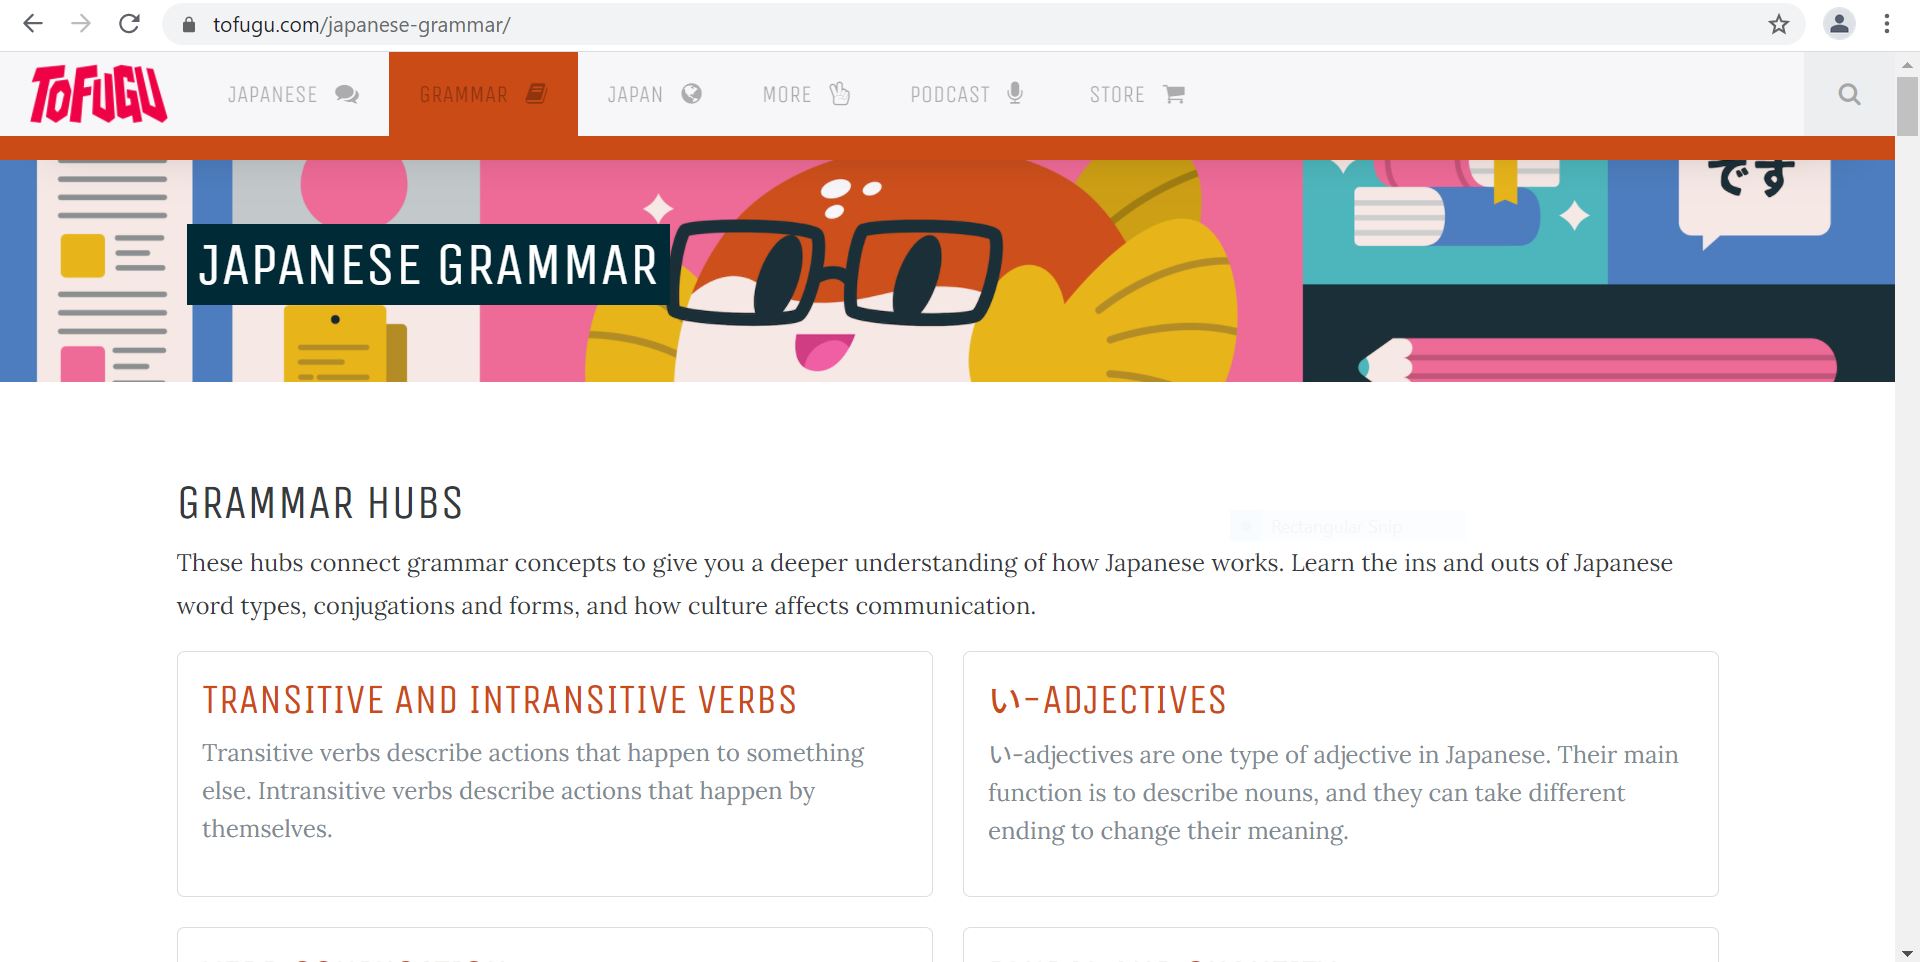 tofugu.com/japanese-grammar/
TOFUGU
JAPANESE
GRAMMAR
JAPAN
MORE
PODCAST
STORE
です
JAPANESE GRAMMAR
GRAMMAR HUBS
Rectangular Snip
These hubs connect grammar concepts to give you a deeper understanding of how Japanese works. Learn the ins and outs of Japanese
word types, conjugations and forms, and how culture affects communication.
TRANSITIVE AND INTRANSITIVE VERBS
Transitive verbs describe actions that happen to something
else. Intransitive verbs describe actions that happen by
themselves.
い-ADJECTIVES
い-adjectives are one type of adjective in Japanese. Their main
function is to describe nouns, and they can take different
ending to change their meaning.